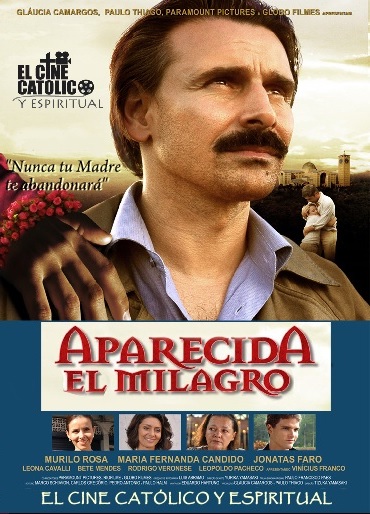 GLÁUCIA CAMARGOS, PAULO THIAGO, PARAMOUNT PICTURES E GLOBO FILMES APRESENTAM
EL CINE
CATÓLICO
Y ESPIRITUAL
"Nunca tu Madre
te abandonará"
APARECIDA
EL MILAGRO
MURILO ROSA MARIA FERNANDA CANDIDO JONATAS FARO
LEONA CAVALLI BETE MENDES RODRIGO VERONESE LEOPOLDO PACHECO APRESENTANDO VINÍCIUS FRANCO
EL CINE CATÓLICO Y ESPIRITUAL